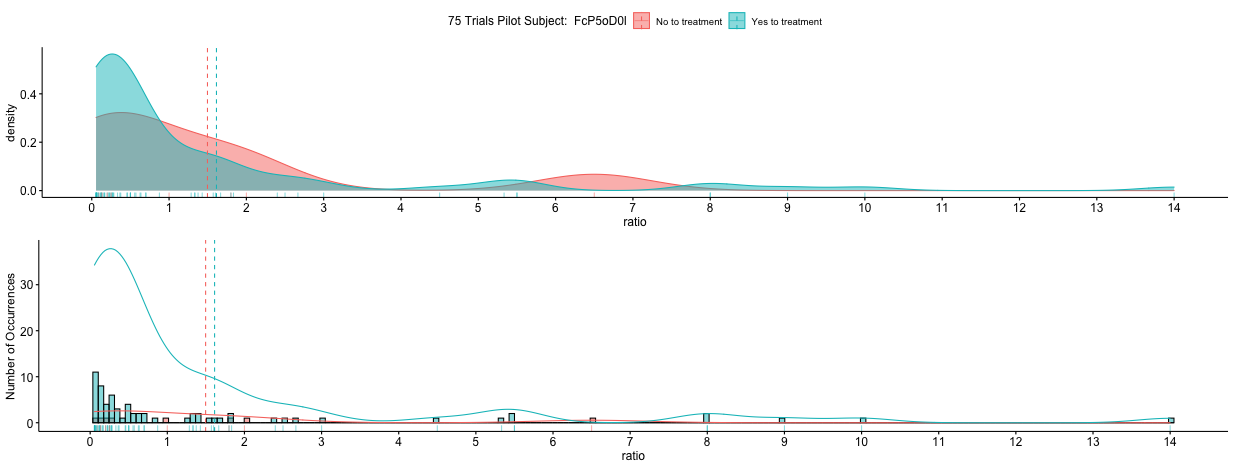 75 Trials Pilot Subject: FcP5oD0I No to treatment Yes to treatment
density
0.4
0.2
0.0
0 1 2 3 4 5 6 7 8 9 10 11 12 13 14
ratio
Number of Occurrences
30
20
10
0
0 1 2 3 4 5 6 7 8 9 10 11 12 13 14
ratio